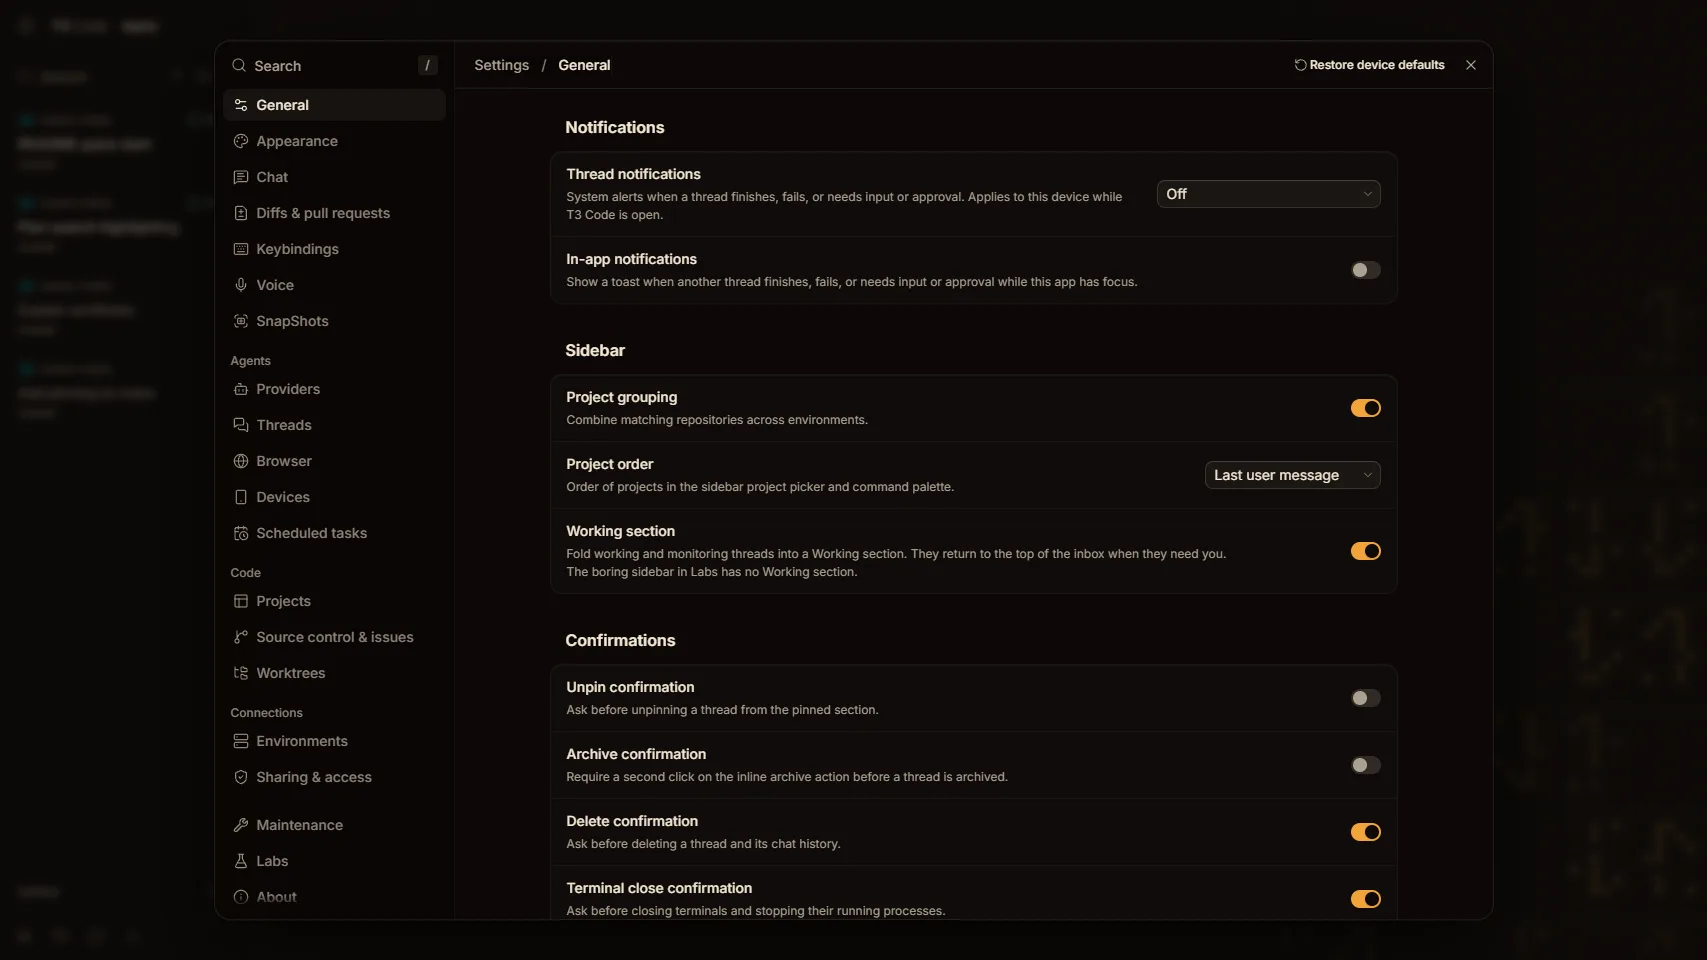 Search
/
General
Appearance
Chat
Diffs & pull requests
Keybindings
Voice
SnapShots
Agents
Providers
Threads
Browser
Devices
Scheduled tasks
Code
Projects
Source control & issues
Worktrees
Connections
Environments
Sharing & access
Maintenance
Labs
About
Settings / General
Restore device defaults
Notifications
Thread notifications
System alerts when a thread finishes, fails, or needs input or approval. Applies to this device while
T3 Code is open.
Off
In-app notifications
Show a toast when another thread finishes, fails, or needs input or approval while this app has focus.
Sidebar
Project grouping
Combine matching repositories across environments.
Project order
Order of projects in the sidebar project picker and command palette.
Last user message
Working section
Fold working and monitoring threads into a Working section. They return to the top of the inbox when they need you.
The boring sidebar in Labs has no Working section.
Confirmations
Unpin confirmation
Ask before unpinning a thread from the pinned section.
Archive confirmation
Require a second click on the inline archive action before a thread is archived.
Delete confirmation
Ask before deleting a thread and its chat history.
Terminal close confirmation
Ask before closing terminals and stopping their running processes.